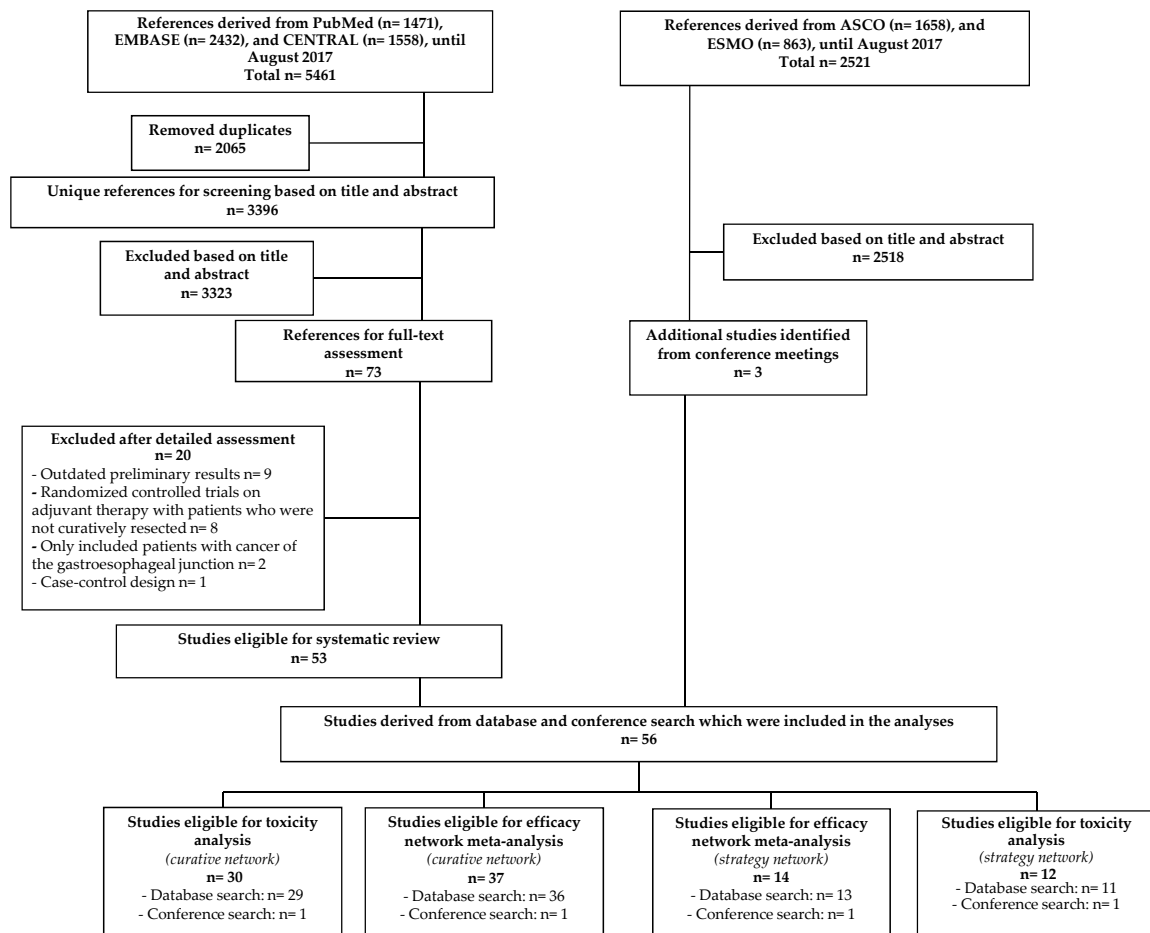 References derived from PubMed (n= 1471),
EMBASE (n= 2432), and CENTRAL (n= 1558), until
August 2017
Total n= 5461
References derived from ASCO (n= 1658), and
ESMO (n= 863), until August 2017
Total n= 2521
Removed duplicates
n= 2065
Unique references for screening based on title and abstract
n= 3396
Excluded based on title
and abstract
n= 3323
Excluded based on title and abstract
n= 2518
References for full-text
assessment
n= 73
Additional studies identified
from conference meetings
n= 3
Excluded after detailed assessment
n= 20
- Outdated preliminary results n= 9
- Randomized controlled trials on
adjuvant therapy with patients who were
not curatively resected n= 8
- Only included patients with cancer of
the gastroesophageal junction n= 2
- Case-control design n= 1
Studies eligible for systematic review
n= 53
Studies derived from database and conference search which were included in the analyses
n= 56
Studies eligible for toxicity
analysis
(curative network)
n= 30
- Database search: n= 29
- Conference search: n= 1
Studies eligible for efficacy
network meta-analysis
(curative network)
n= 37
- Database search: n= 36
- Conference search: n= 1
Studies eligible for efficacy
network meta-analysis
(strategy network)
n= 14
- Database search: n= 13
- Conference search: n= 1
Studies eligible for toxicity
analysis
(strategy network)
n= 12
- Database search: n= 11
- Conference search: n= 1